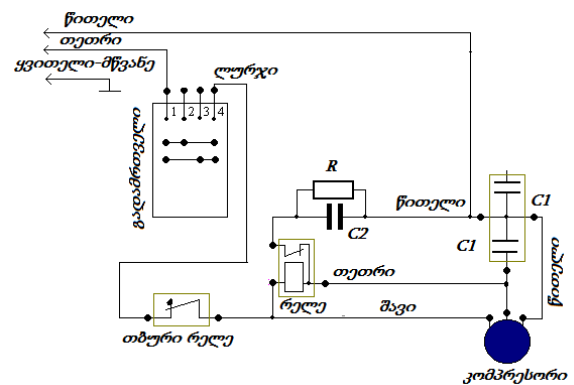 წითელი
თეთრი
ყვითელი-მწვანე
ლურჯი
1 2 3 4
გადამრთველი
R
C2
წითელი
C1
C1
წითელი
თეთრი
რელე
შავი
თბური რელე
კომპრესორი